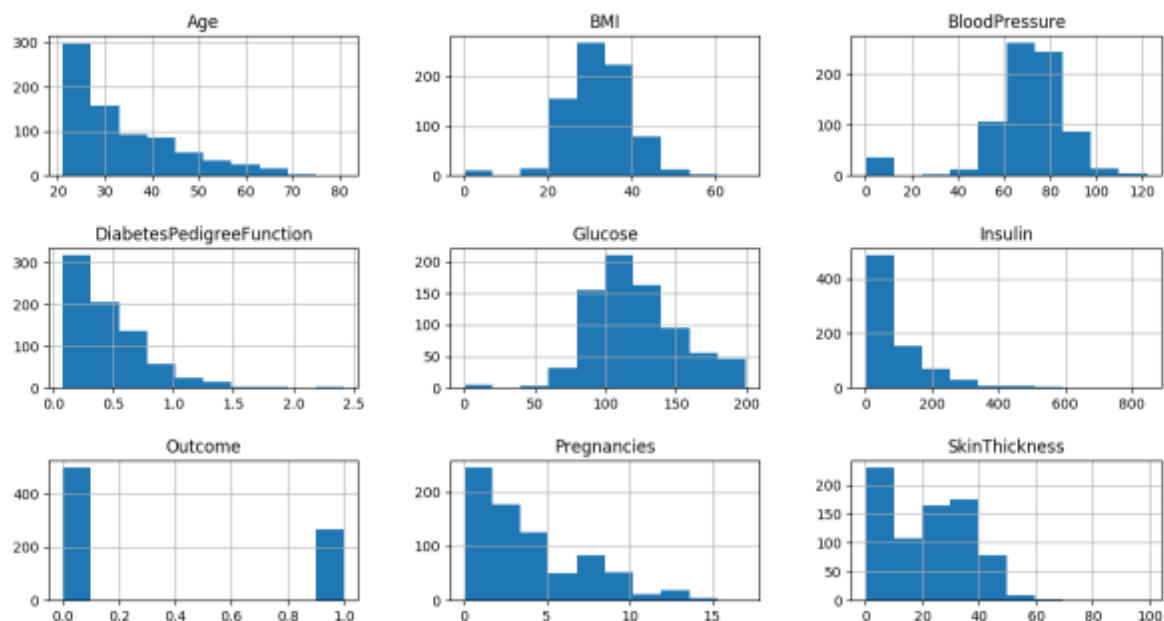 Age
BMI
BloodPressure
300
200
100
0
20 30 40 50 60 70 80
200
100
0
0 20 40 60
200
100
0
0 20 40 60 80 100 120
DiabetesPedigreeFunction
Glucose
Insulin
300
200
100
0
0.0 0.5 1.0 1.5 2.0 2.5
200
150
100
50
0
0 50 100 150 200
400
200
0
0 200 400 600 800
Outcome
Pregnancies
SkinThickness
400
200
0
0.0 0.2 0.4 0.6 0.8 1.0
200
100
0
0 5 10 15
200
150
100
50
0
0 20 40 60 80 100